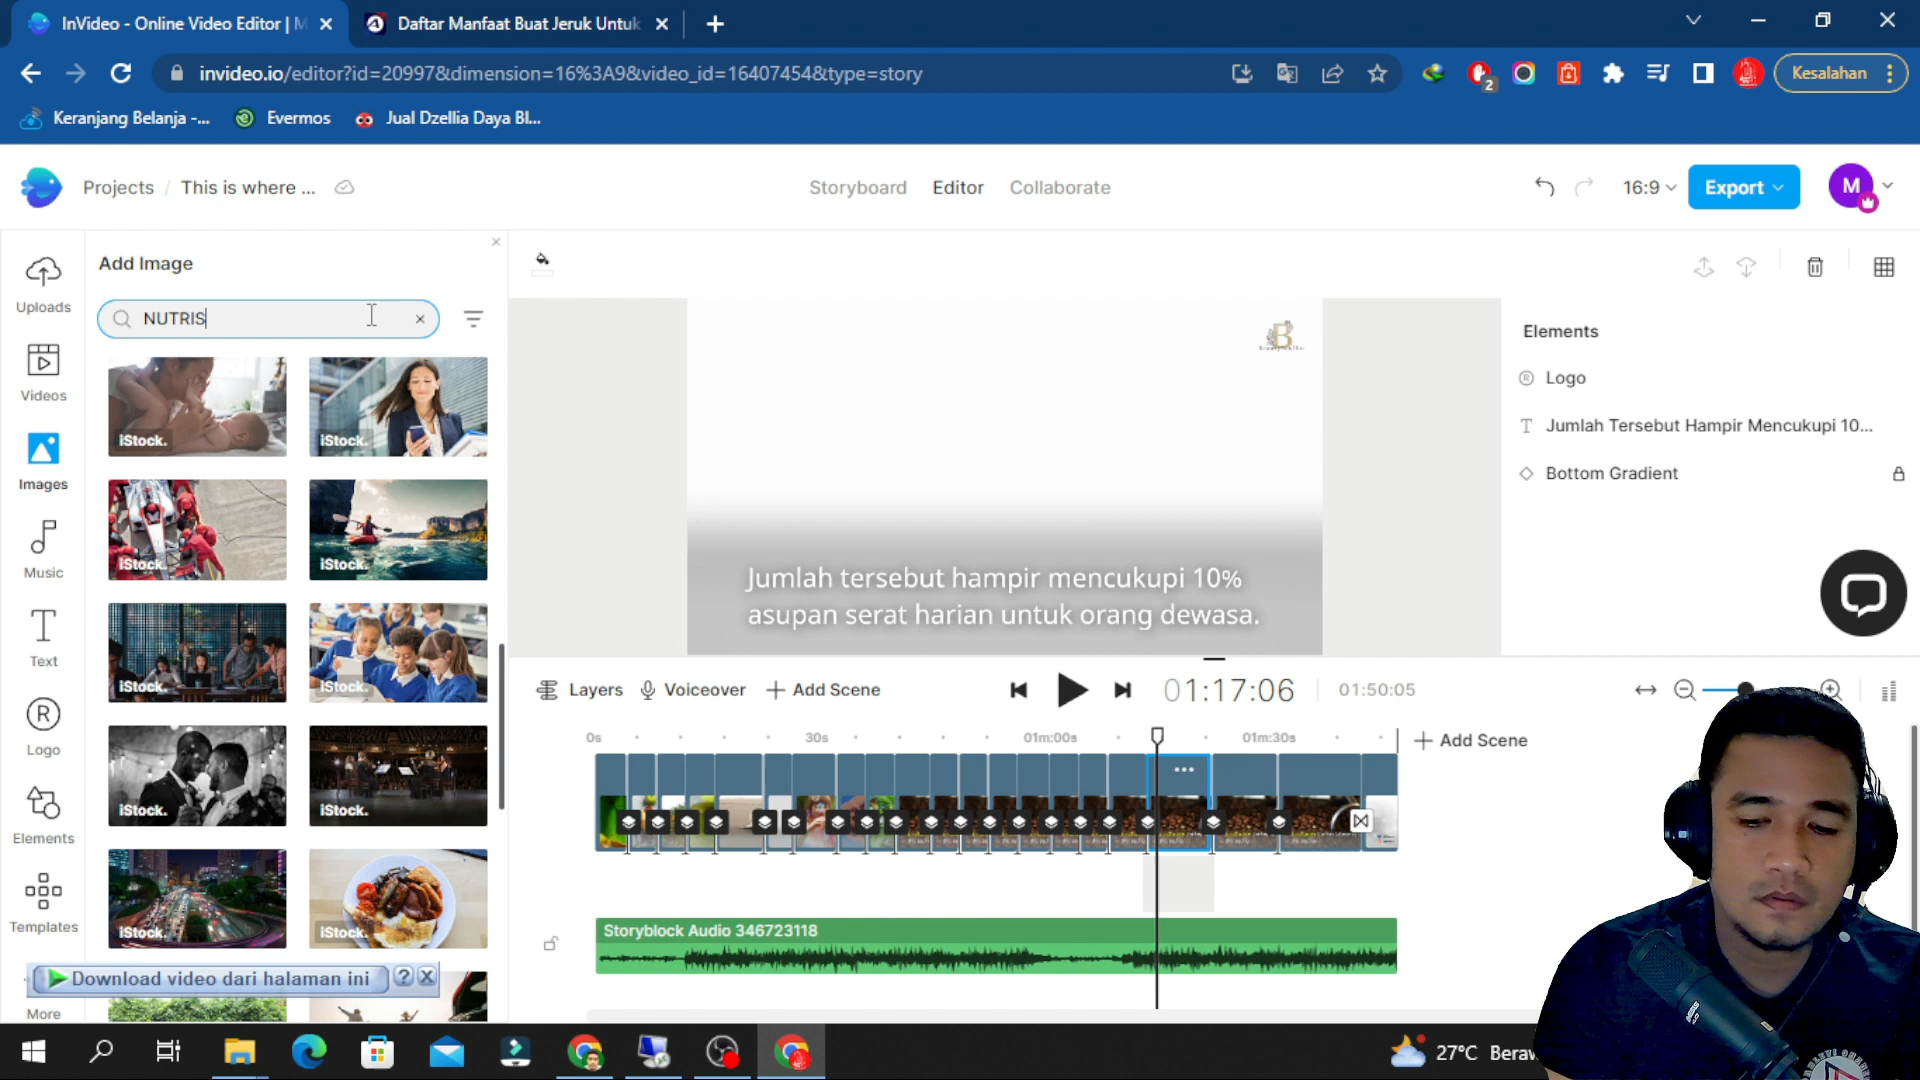 InVideo - Online Video Editor | M
Daftar Manfaat Buat Jeruk Untuk
invideo.io/editor?id=20997&dimension=16%3A9&video_id=16407454&type=story
2
Kesalahan
Keranjang Belanja -...
Evermos
Jual Dzellia Daya Bl...
Projects / This is where ...
Storyboard
Editor
Collaborate
16:9
Export
M
Add Image
NUTRIS
Uploads
Videos
Images
Music
Text
Logo
Elements
Templates
More
iStock.
iStock.
iStock.
iStock.
iStock.
iStock.
iStock.
iStock.
iStock.
iStock.
Download video dari halaman ini
?
B
Jumlah tersebut hampir mencukupi 10%
asupan serat harian untuk orang dewasa.
Elements
Logo
Jumlah Tersebut Hampir Mencukupi 10...
Bottom Gradient
Layers
Voiceover
Add Scene
01:17:06
01:50:05
0s
30s
01m:00s
01m:30s
Add Scene
Storyblock Audio 346723118
27°C